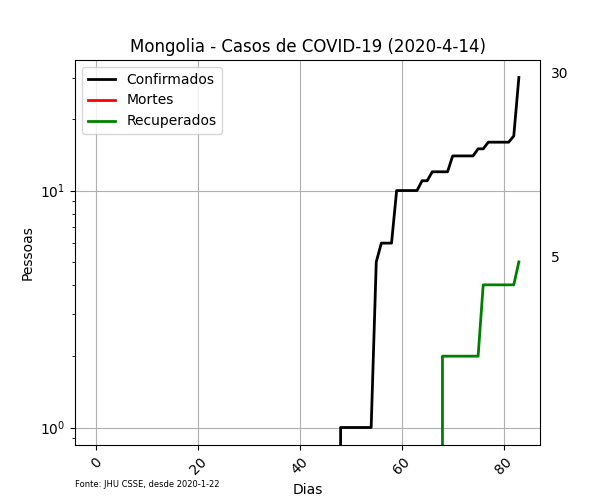 Mongolia - Casos de COVID-19 (2020-4-14)
Confirmados
Mortes
Recuperados
30
5
10¹
10⁰
Pessoas
0
20
40
60
80
Dias
Fonte: JHU CSSE, desde 2020-1-22